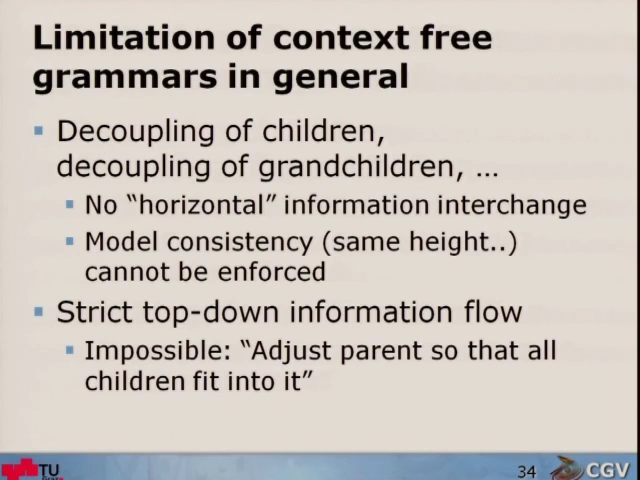 Limitation of context free
grammars in general
Decoupling of children,
decoupling of grandchildren, ...
No “horizontal” information interchange
Model consistency (same height..)
cannot be enforced
Strict top-down information flow
Impossible: “Adjust parent so that all
children fit into it”
TU
34 CGV